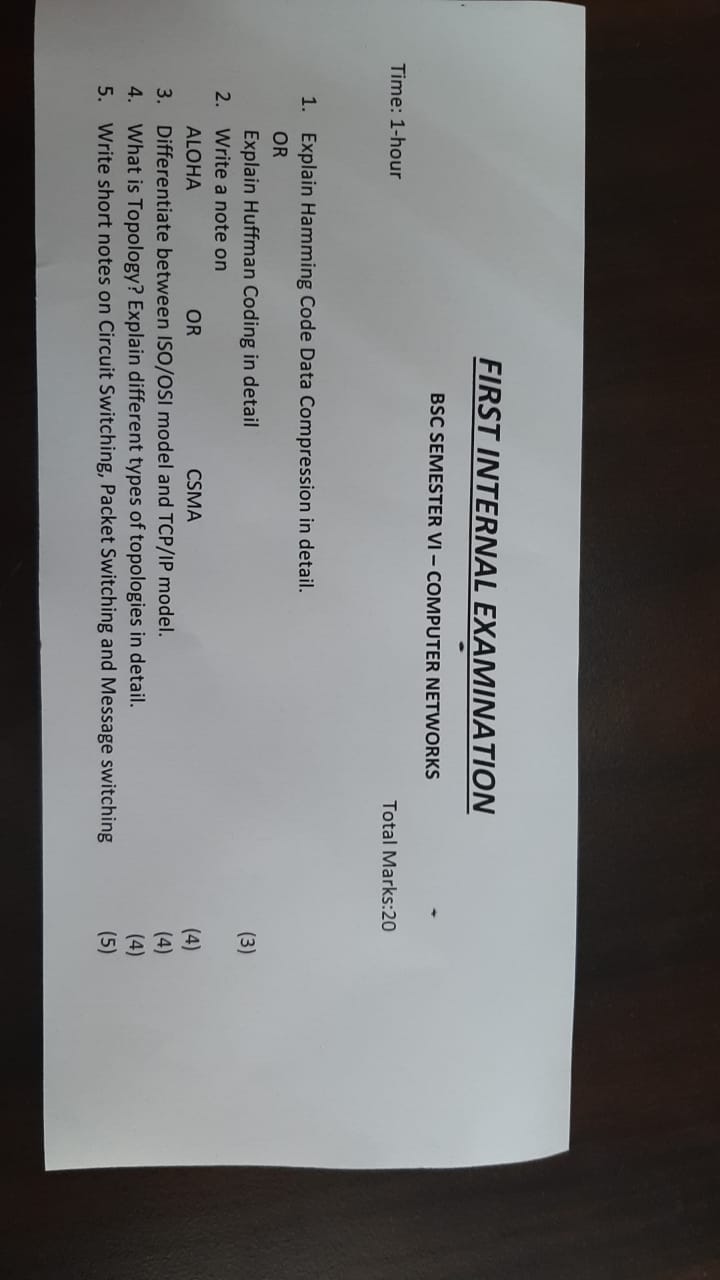 FIRST INTERNAL EXAMINATION
BSC SEMESTER VI – COMPUTER NETWORKS
Time: 1-hour Total Marks:20
1. Explain Hamming Code Data Compression in detail.
OR
Explain Huffman Coding in detail (3)
2. Write a note on
ALOHA OR CSMA (4)
3. Differentiate between ISO/OSI model and TCP/IP model. (4)
4. What is Topology? Explain different types of topologies in detail. (4)
5. Write short notes on Circuit Switching, Packet Switching and Message switching (5)